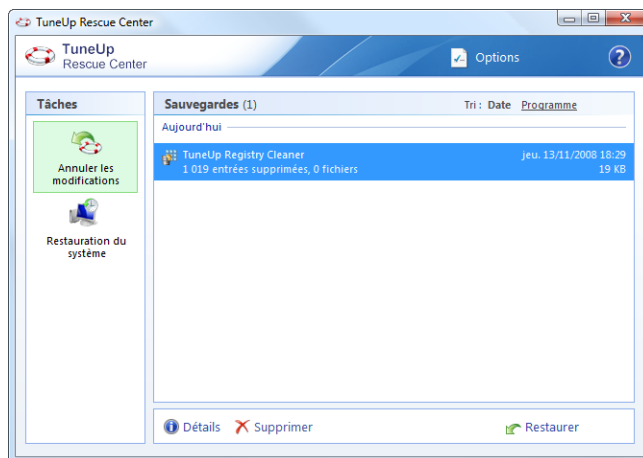 TuneUp Rescue Center
TuneUp
Rescue Center
Options
?
Tâches
Annuler les
modifications
Restauration du
système
Sauvegardes (1)
Tri : Date Programme
Aujourd'hui
TuneUp Registry Cleaner
jeu. 13/11/2008 18:29
1 019 entrées supprimées, 0 fichiers
19 KB
Détails
Supprimer
Restaurer